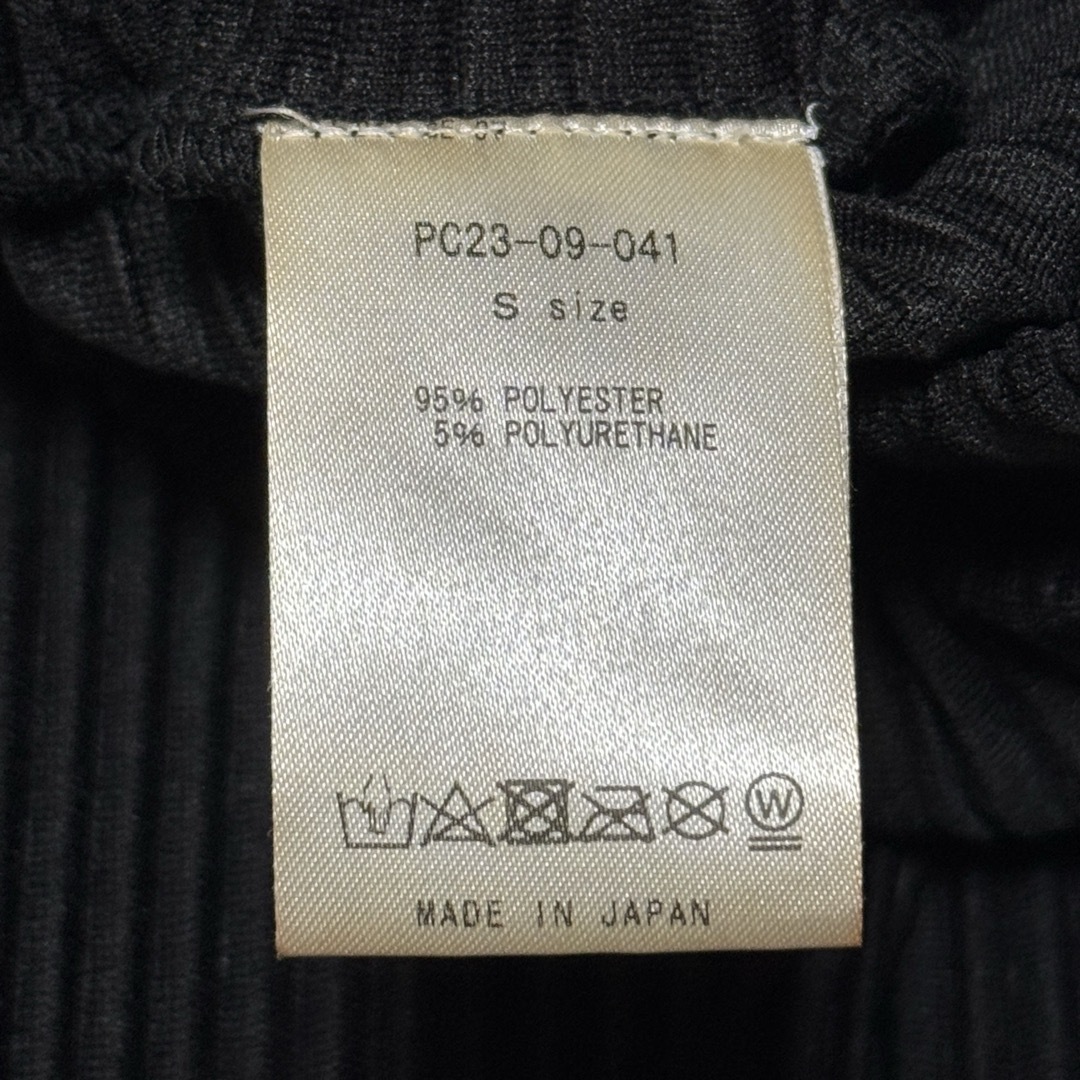 PC23-09-041
S size
95% POLYESTER
5% POLYURETHANE
W
MADE IN JAPAN